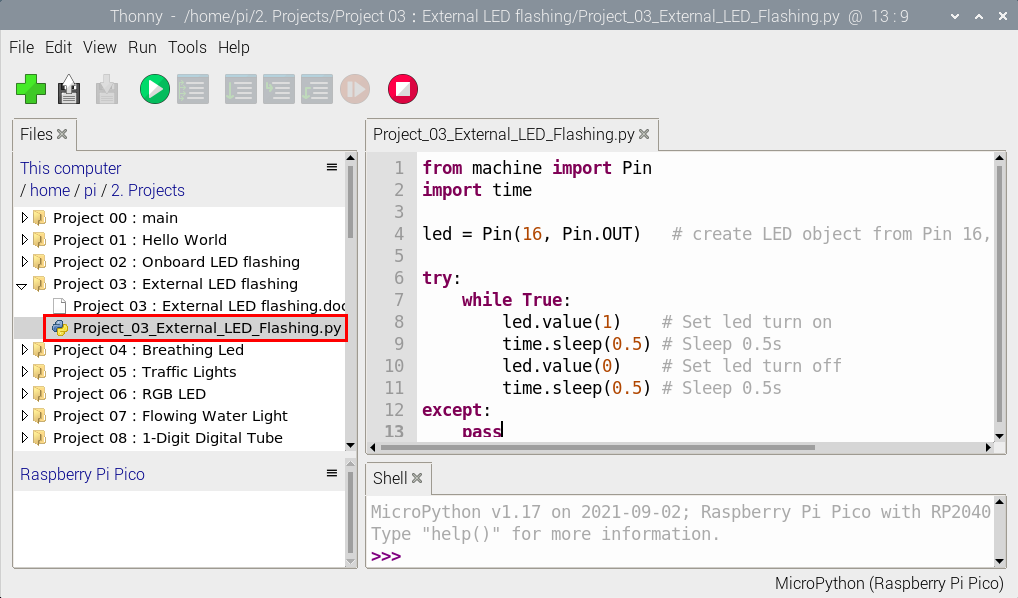 Thonny - /home/pi/2. Projects/Project 03 : External LED flashing/Project_03_External_LED_Flashing.py @ 13 : 9
File Edit View Run Tools Help
Files
This computer
/ home / pi / 2. Projects
Project 00 : main
Project 01 : Hello World
Project 02 : Onboard LED flashing
Project 03 : External LED flashing
Project 03 : External LED flashing.doc
Project_03_External_LED_Flashing.py
Project 04 : Breathing Led
Project 05 : Traffic Lights
Project 06 : RGB LED
Project 07 : Flowing Water Light
Project 08 : 1-Digit Digital Tube
Raspberry Pi Pico
Project_03_External_LED_Flashing.py
1 from machine import Pin
2 import time
3
4 led = Pin(16, Pin.OUT)   # create LED object from Pin 16,
5
6 try:
7     while True:
8         led.value(1)    # Set led turn on
9         time.sleep(0.5) # Sleep 0.5s
10         led.value(0)    # Set led turn off
11         time.sleep(0.5) # Sleep 0.5s
12 except:
13     pass
Shell
MicroPython v1.17 on 2021-09-02; Raspberry Pi Pico with RP2040
Type "help()" for more information.
>>>
MicroPython (Raspberry Pi Pico)